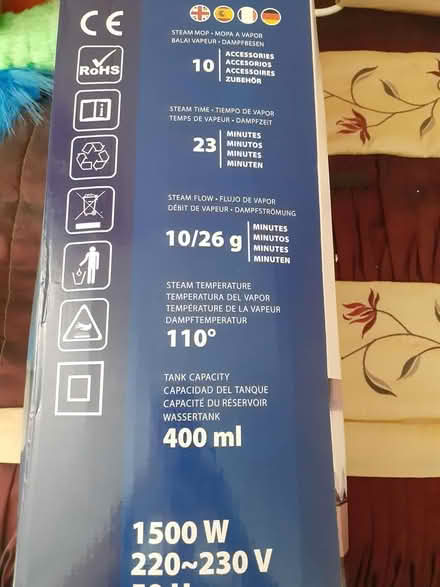 CE
STEAM MOP • MOPA A VAPOR
BALAI VAPEUR • DAMPFBESEN
10
ACCESSORIES
ACCESORIOS
ACCESSOIRES
ZUBEHÖR
RoHS
STEAM TIME • TIEMPO DE VAPOR
TEMPS DE VAPEUR • DAMPFZEIT
23
MINUTES
MINUTOS
MINUTES
MINUTEN
STEAM FLOW • FLUJO DE VAPOR
DÉBIT DE VAPEUR • DAMPFSTRÖMUNG
10/26 g
MINUTES
MINUTOS
MINUTES
MINUTEN
STEAM TEMPERATURE
TEMPERATURA DEL VAPOR
TEMPÉRATURE DE LA VAPEUR
DAMPFTEMPERATUR
110°
TANK CAPACITY
CAPACIDAD DEL TANQUE
CAPACITÉ DU RÉSERVOIR
WASSERTANK
400 ml
1500 W
220~230 V